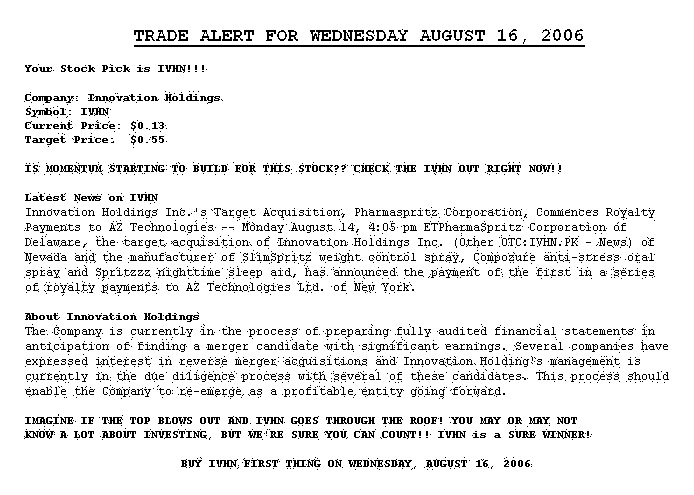 TRADE ALERT FOR WEDNESDAY AUGUST 16, 2006
Your Stock Pick is IVHN!!!
Company: Innovation Holdings
Symbol: IVHN
Current Price: $0.13
Target Price: $0.55
IS MOMENTUM STARTING TO BUILD FOR THIS STOCK?? CHECK THE IVHN OUT RIGHT NOW!!
Latest News on IVHN
Innovation Holdings Inc.'s Target Acquisition, Pharmaspritz Corporation, Commences Royalty
Payments to AZ Technologies -- Monday August 14, 4:05 pm ETPharmaSpritz Corporation of
Delaware, the target acquisition of Innovation Holdings Inc. (Other OTC:IVHN.PK - News) of
Nevada and the manufacturer of SlimSpritz weight control spray, Compozure anti-stress oral
spray and Spritzzz nighttime sleep aid, has announced the payment of the first in a series
of royalty payments to AZ Technologies Ltd. of New York.
About Innovation Holdings
The Company is currently in the process of preparing fully audited financial statements in
anticipation of finding a merger candidate with significant earnings. Several companies have
expressed interest in reverse merger acquisitions and Innovation Holding's management is
currently in the due diligence process with several of these candidates. This process should
enable the Company to re-emerge as a profitable entity going forward.
IMAGINE IF THE TOP BLOWS OUT AND IVHN GOES THROUGH THE ROOF! YOU MAY OR MAY NOT
KNOW A LOT ABOUT INVESTING, BUT WE'RE SURE YOU CAN COUNT!! IVHN is a SURE WINNER!
BUY IVHN FIRST THING ON WEDNESDAY, AUGUST 16, 2006